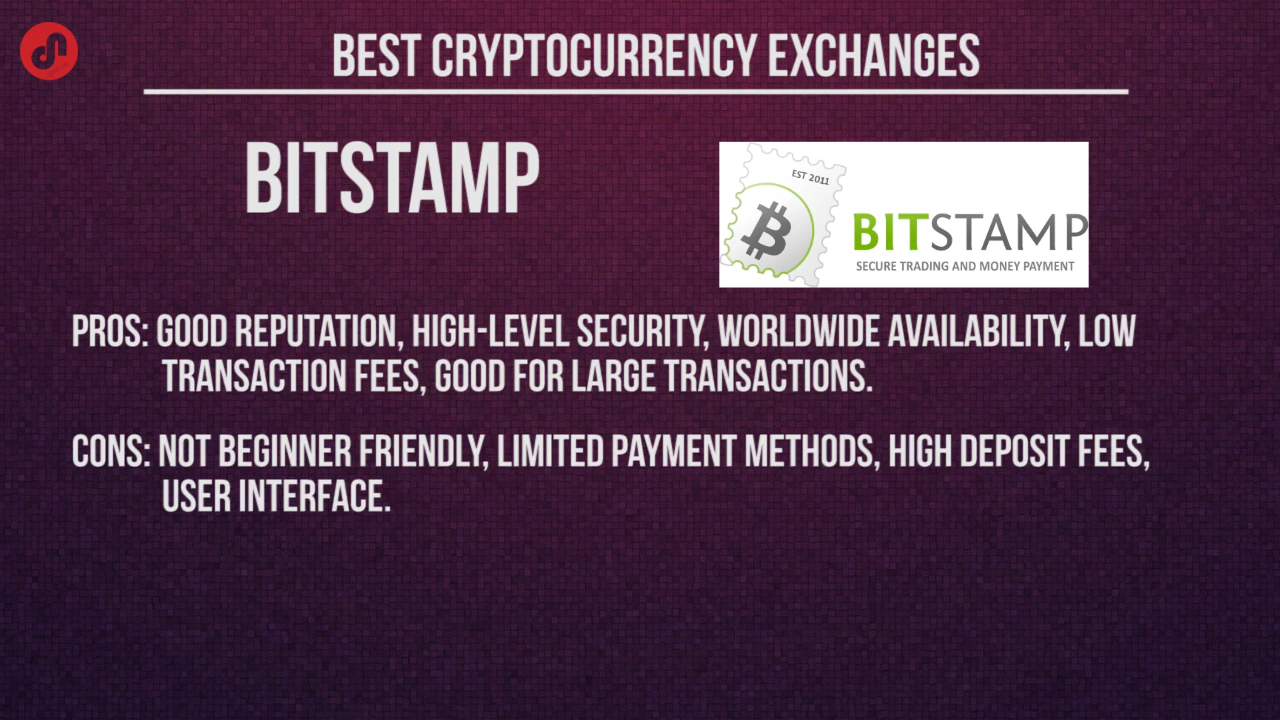 BEST CRYPTOCURRENCY EXCHANGES
BITSTAMP
EST 2011
BITSTAMP
SECURE TRADING AND MONEY PAYMENT
PROS: GOOD REPUTATION, HIGH-LEVEL SECURITY, WORLDWIDE AVAILABILITY, LOW
TRANSACTION FEES, GOOD FOR LARGE TRANSACTIONS.
CONS: NOT BEGINNER FRIENDLY, LIMITED PAYMENT METHODS, HIGH DEPOSIT FEES,
USER INTERFACE.